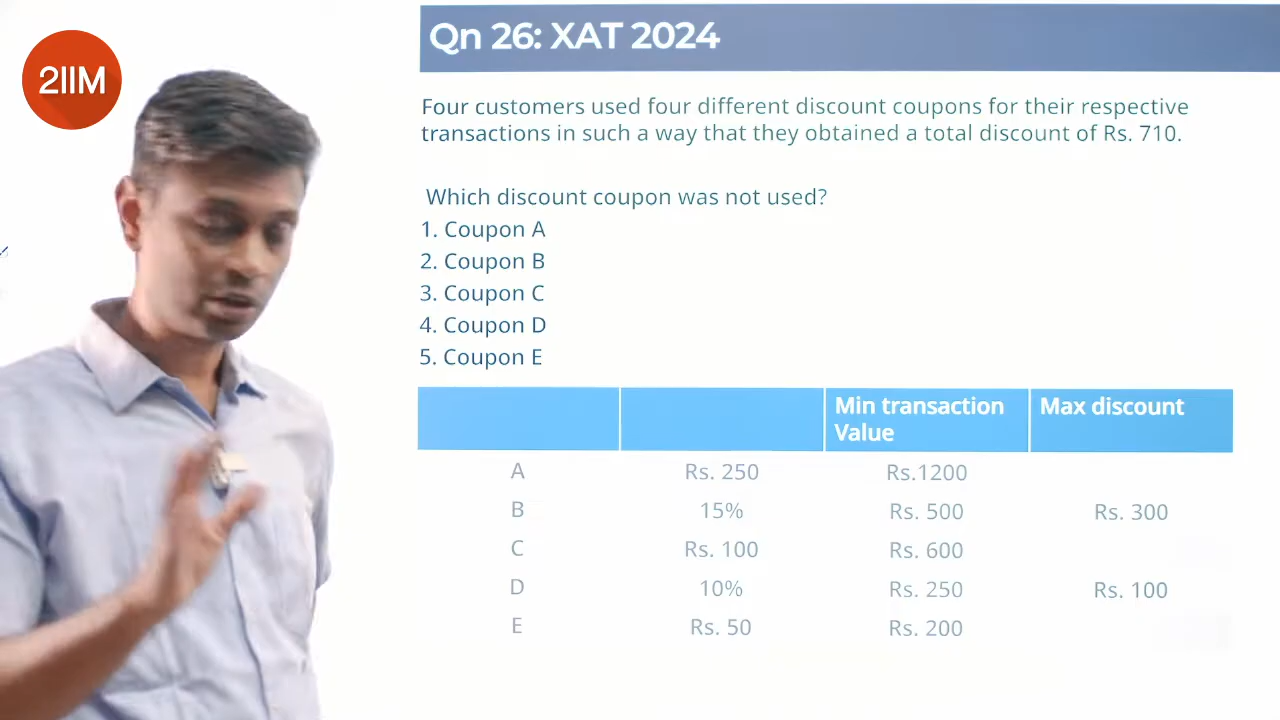 2IIM
Qn 26: XAT 2024
Four customers used four different discount coupons for their respective
transactions in such a way that they obtained a total discount of Rs. 710.
Which discount coupon was not used?
1. Coupon A
2. Coupon B
3. Coupon C
4. Coupon D
5. Coupon E
Min transaction Value Max discount
A Rs. 250 Rs.1200
B 15% Rs. 500 Rs. 300
C Rs. 100 Rs. 600
D 10% Rs. 250 Rs. 100
E Rs. 50 Rs. 200